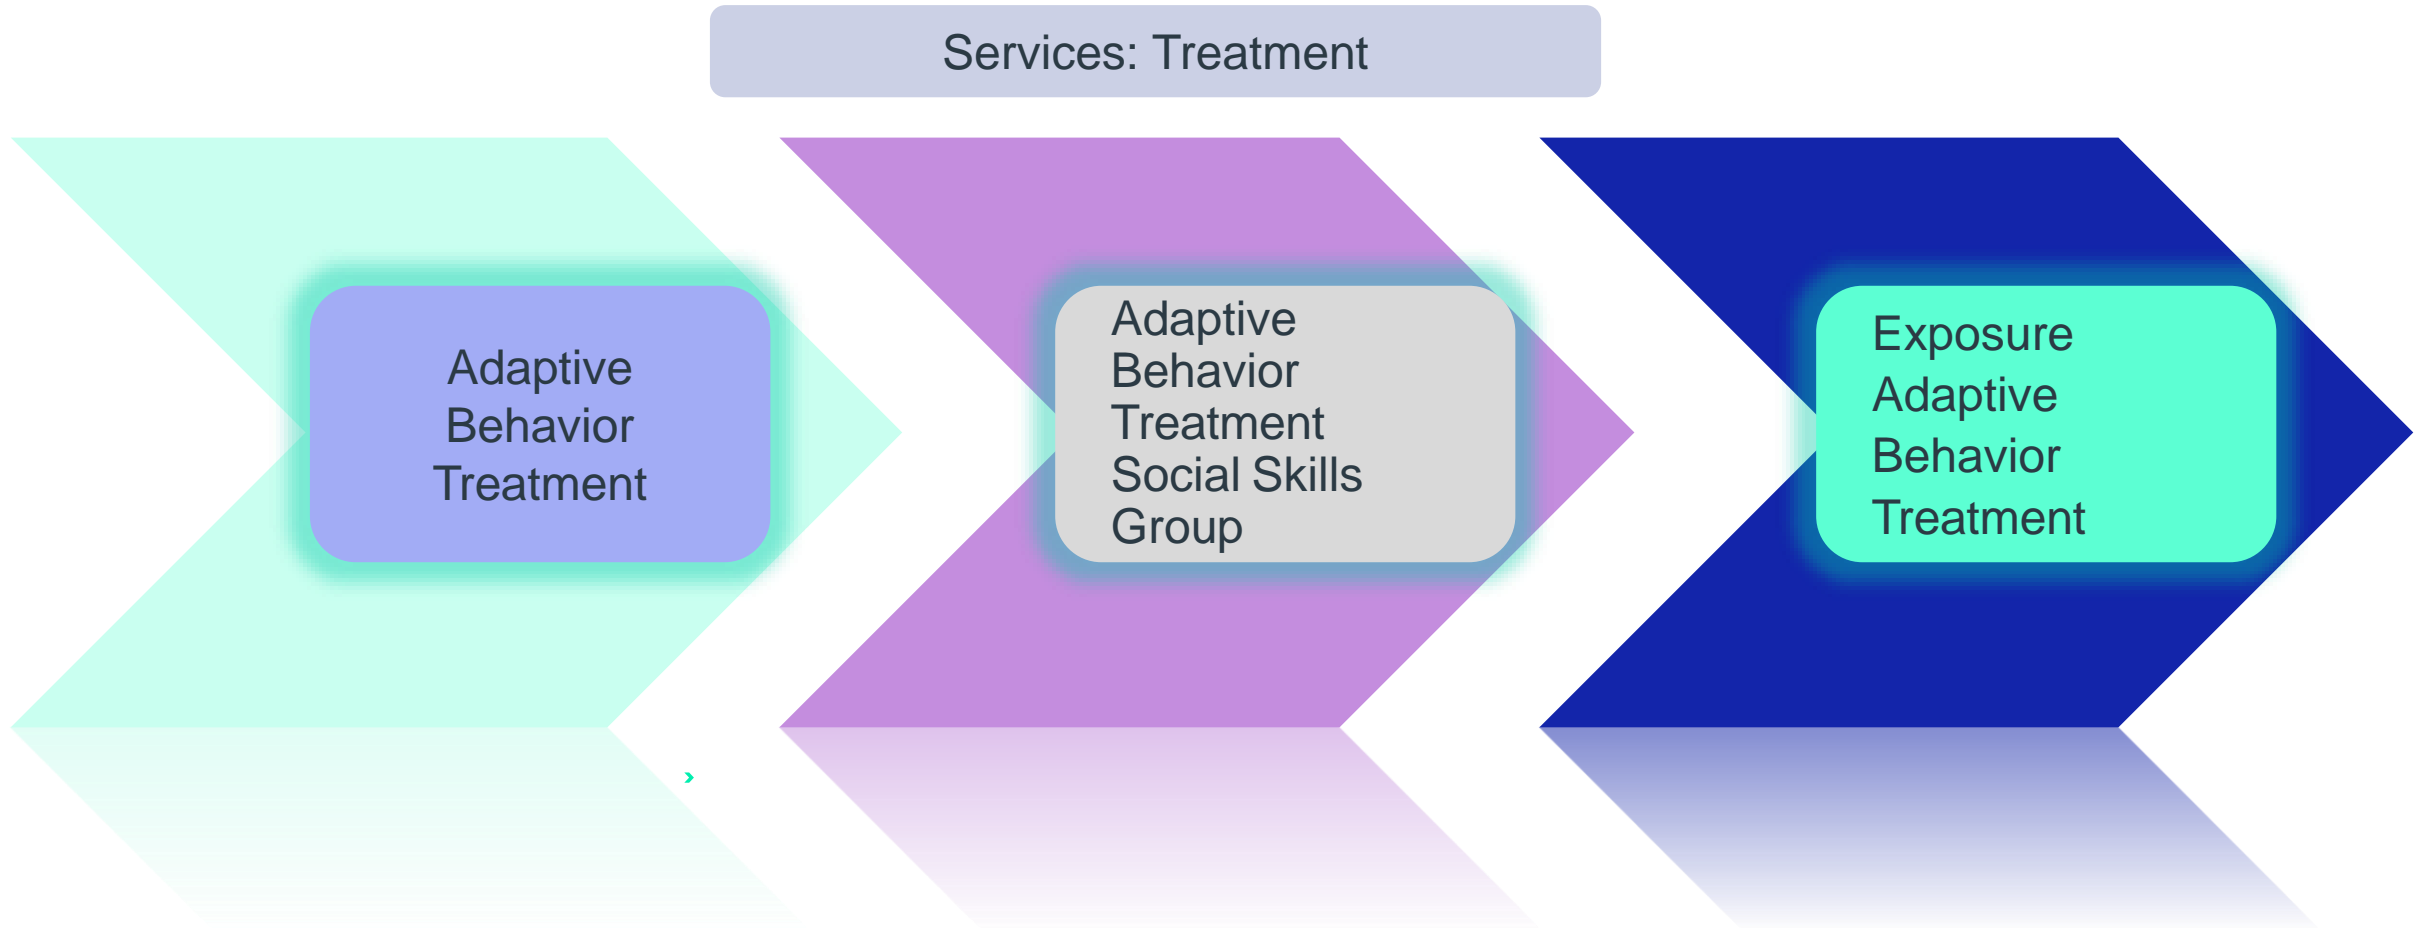 Services: Treatment
Adaptive
Behavior
Treatment
Adaptive
Behavior
Treatment
Social Skills
Group
Exposure
Adaptive
Behavior
Treatment